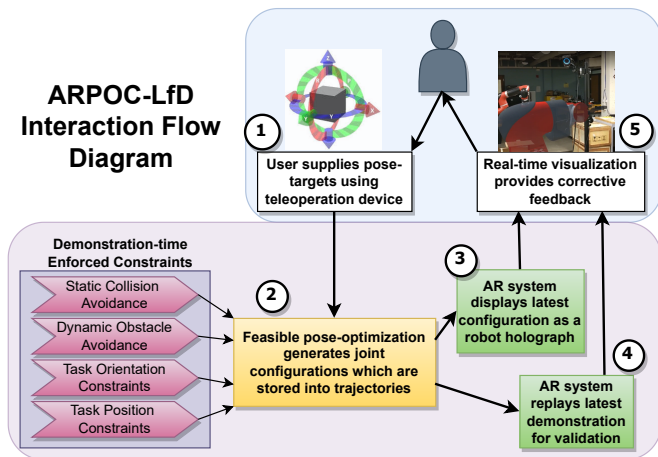 ARPOC-LfD
Interaction Flow
Diagram
1
User supplies pose-
targets using
teleoperation device
5
Real-time visualization
provides corrective
feedback
Demonstration-time
Enforced Constraints
Static Collision
Avoidance
Dynamic Obstacle
Avoidance
Task Orientation
Constraints
Task Position
Constraints
2
Feasible pose-optimization
generates joint
configurations which are
stored into trajectories
3
AR system
displays latest
configuration as a
robot holograph
4
AR system
replays latest
demonstration
for validation